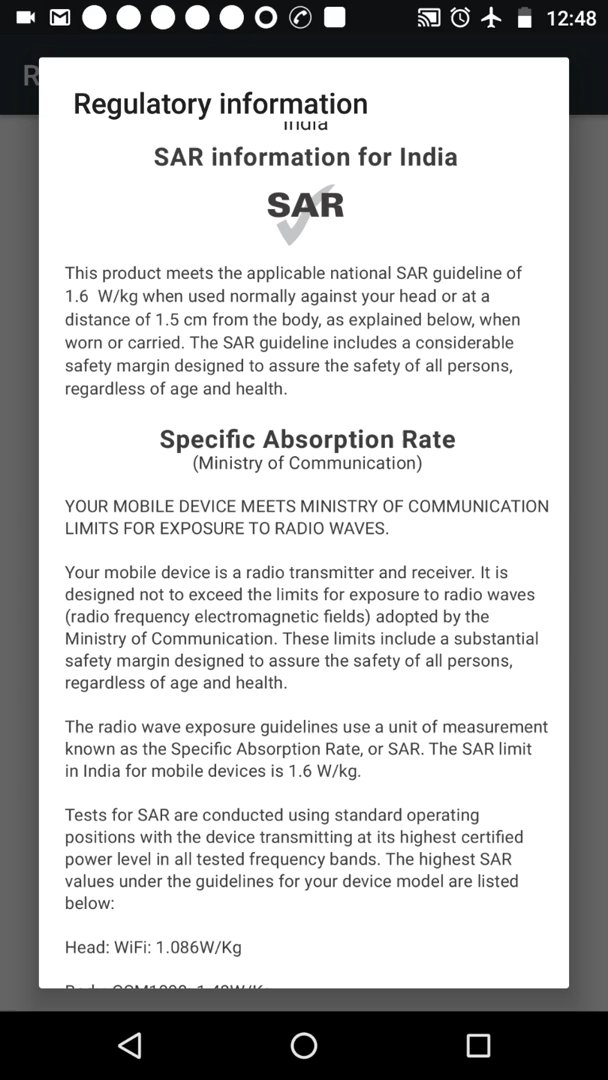 12:48
R
Regulatory information
India
SAR information for India
SAR
This product meets the applicable national SAR guideline of
1.6 W/kg when used normally against your head or at a
distance of 1.5 cm from the body, as explained below, when
worn or carried. The SAR guideline includes a considerable
safety margin designed to assure the safety of all persons,
regardless of age and health.
Specific Absorption Rate
(Ministry of Communication)
YOUR MOBILE DEVICE MEETS MINISTRY OF COMMUNICATION
LIMITS FOR EXPOSURE TO RADIO WAVES.
Your mobile device is a radio transmitter and receiver. It is
designed not to exceed the limits for exposure to radio waves
(radio frequency electromagnetic fields) adopted by the
Ministry of Communication. These limits include a substantial
safety margin designed to assure the safety of all persons,
regardless of age and health.
The radio wave exposure guidelines use a unit of measurement
known as the Specific Absorption Rate, or SAR. The SAR limit
in India for mobile devices is 1.6 W/kg.
Tests for SAR are conducted using standard operating
positions with the device transmitting at its highest certified
power level in all tested frequency bands. The highest SAR
values under the guidelines for your device model are listed
below:
Head: WiFi: 1.086W/Kg